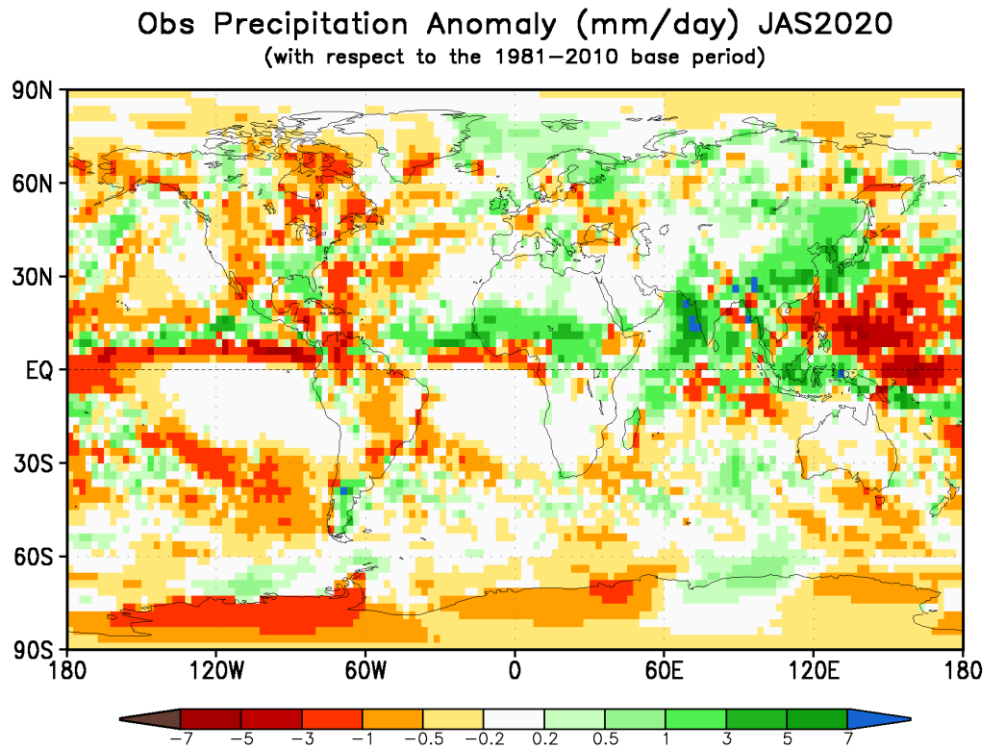 Obs Precipitation Anomaly (mm/day) JAS2020
(with respect to the 1981–2010 base period)
90N
60N
30N
EQ
30S
60S
90S
180 120W 60W 0 60E 120E 180
−7 −5 −3 −1 −0.5 −0.2 0.2 0.5 1 3 5 7